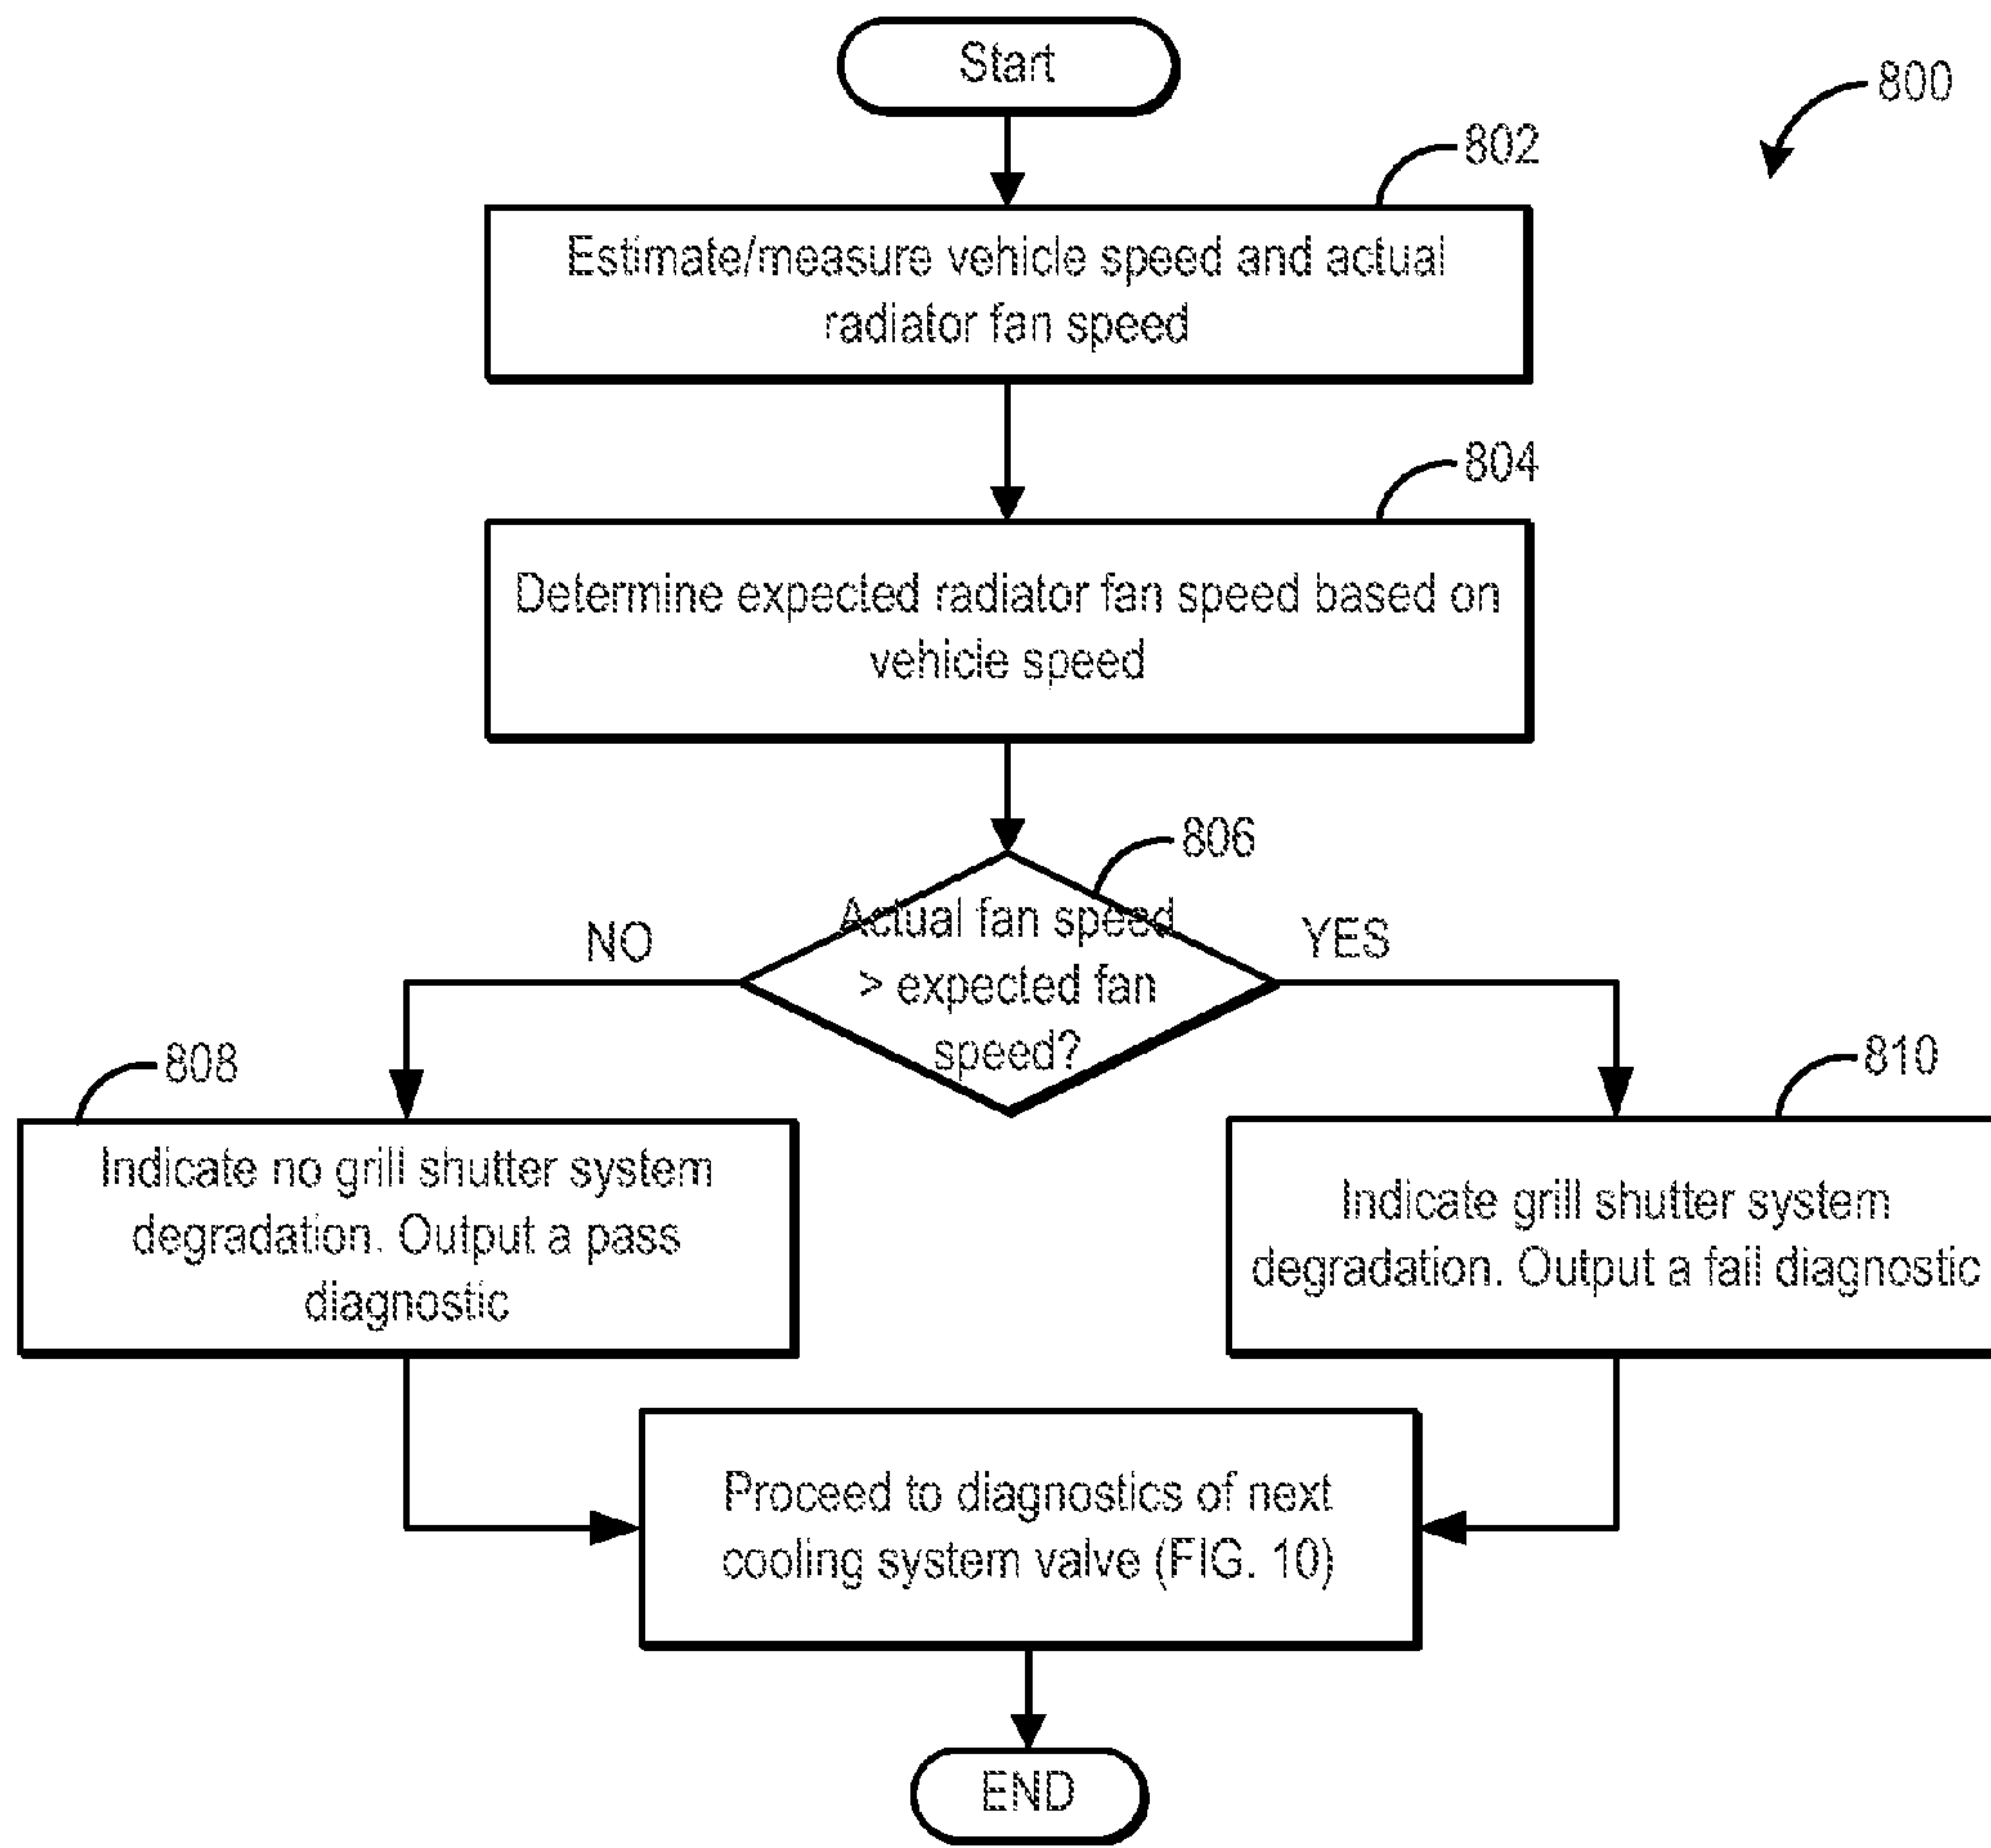 Start
800
802
Estimate/measure vehicle speed and actual
radiator fan speed
804
Determine expected radiator fan speed based on
vehicle speed
806
Actual fan speed
> expected fan
speed?
NO
YES
808
Indicate no grill shutter system
degradation. Output a pass
diagnostic
810
Indicate grill shutter system
degradation. Output a fail diagnostic
Proceed to diagnostics of next
cooling system valve (FIG. 10)
END